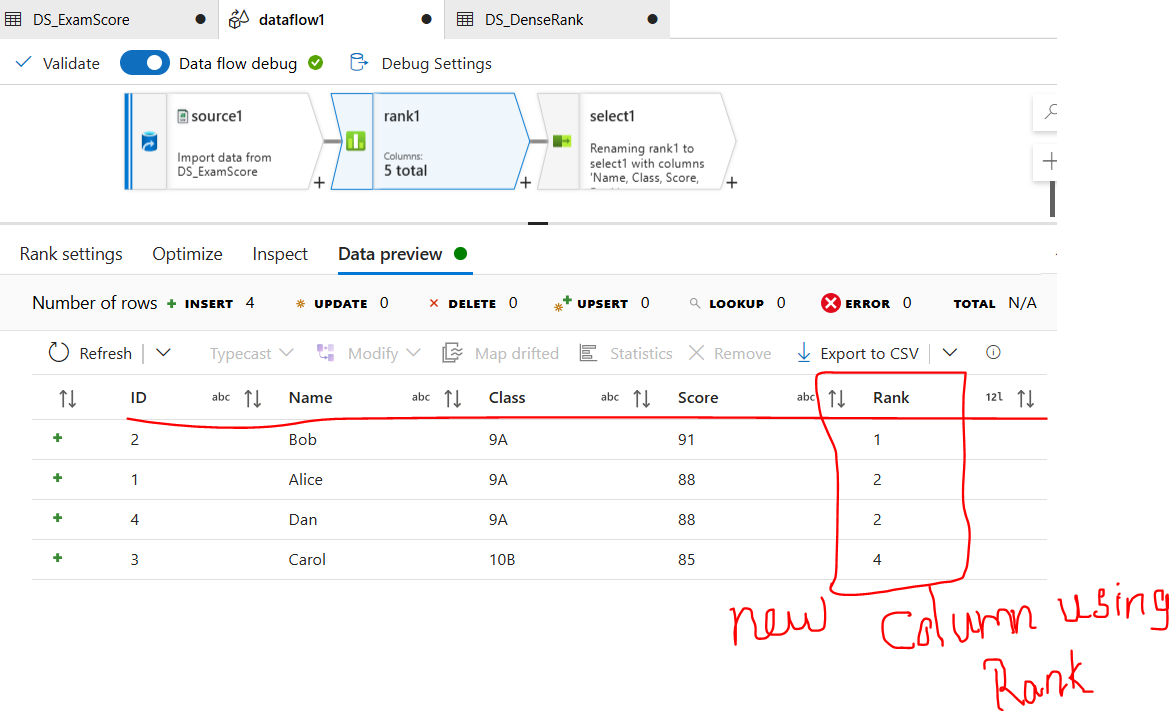 DS_ExamScore dataflow1 DS_DenseRank
Validate Data flow debug Debug Settings
source1
Import data from
DS_ExamScore
rank1
Columns:
5 total
select1
Renaming rank1 to
select1 with columns
'Name, Class, Score,
Rank settings Optimize Inspect Data preview
Number of rows + INSERT 4 UPDATE 0 DELETE 0 UPSERT 0 LOOKUP 0 ERROR 0 TOTAL N/A
Refresh Typecast Modify Map drifted Statistics Remove Export to CSV
ID abc Name abc Class abc Score abc Rank 12l
2 Bob 9A 91 1
1 Alice 9A 88 2
4 Dan 9A 88 2
3 Carol 10B 85 4
new Column using
Rank